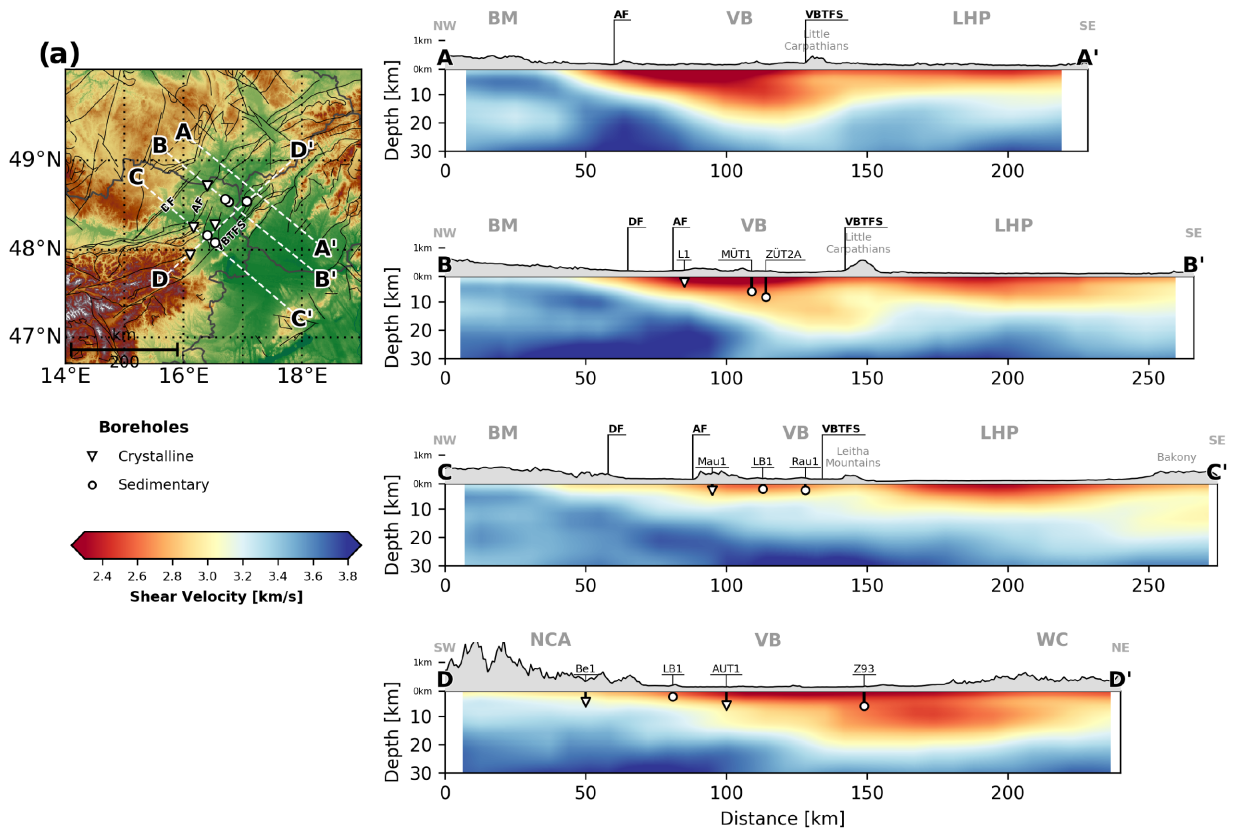 (a)
49°N
48°N
47°N
14°E 16°E 18°E
A
B
C
D
D'
A'
B'
C'
DF
AF
VBTFS
km
200
Boreholes
Crystalline
Sedimentary
2.4 2.6 2.8 3.0 3.2 3.4 3.6 3.8
Shear Velocity [km/s]
NW BM AF VB VBTFS LHP SE
Little
Carpathians
1km
A A'
0km
10
20
30
Depth [km]
0 50 100 150 200
NW BM DF AF VB VBTFS LHP SE
L1 MÜT1 ZÜT2A
Little
Carpathians
1km
B B'
0km
10
20
30
Depth [km]
0 50 100 150 200 250
NW BM DF AF VB VBTFS LHP SE
Mau1 LB1 Rau1
Leitha
Mountains
Bakony
1km
C C'
0km
10
20
30
Depth [km]
0 50 100 150 200 250
SW NCA VB WC NE
Be1 LB1 AUT1 Z93
1km
D D'
0km
10
20
30
Depth [km]
0 50 100 150 200
Distance [km]